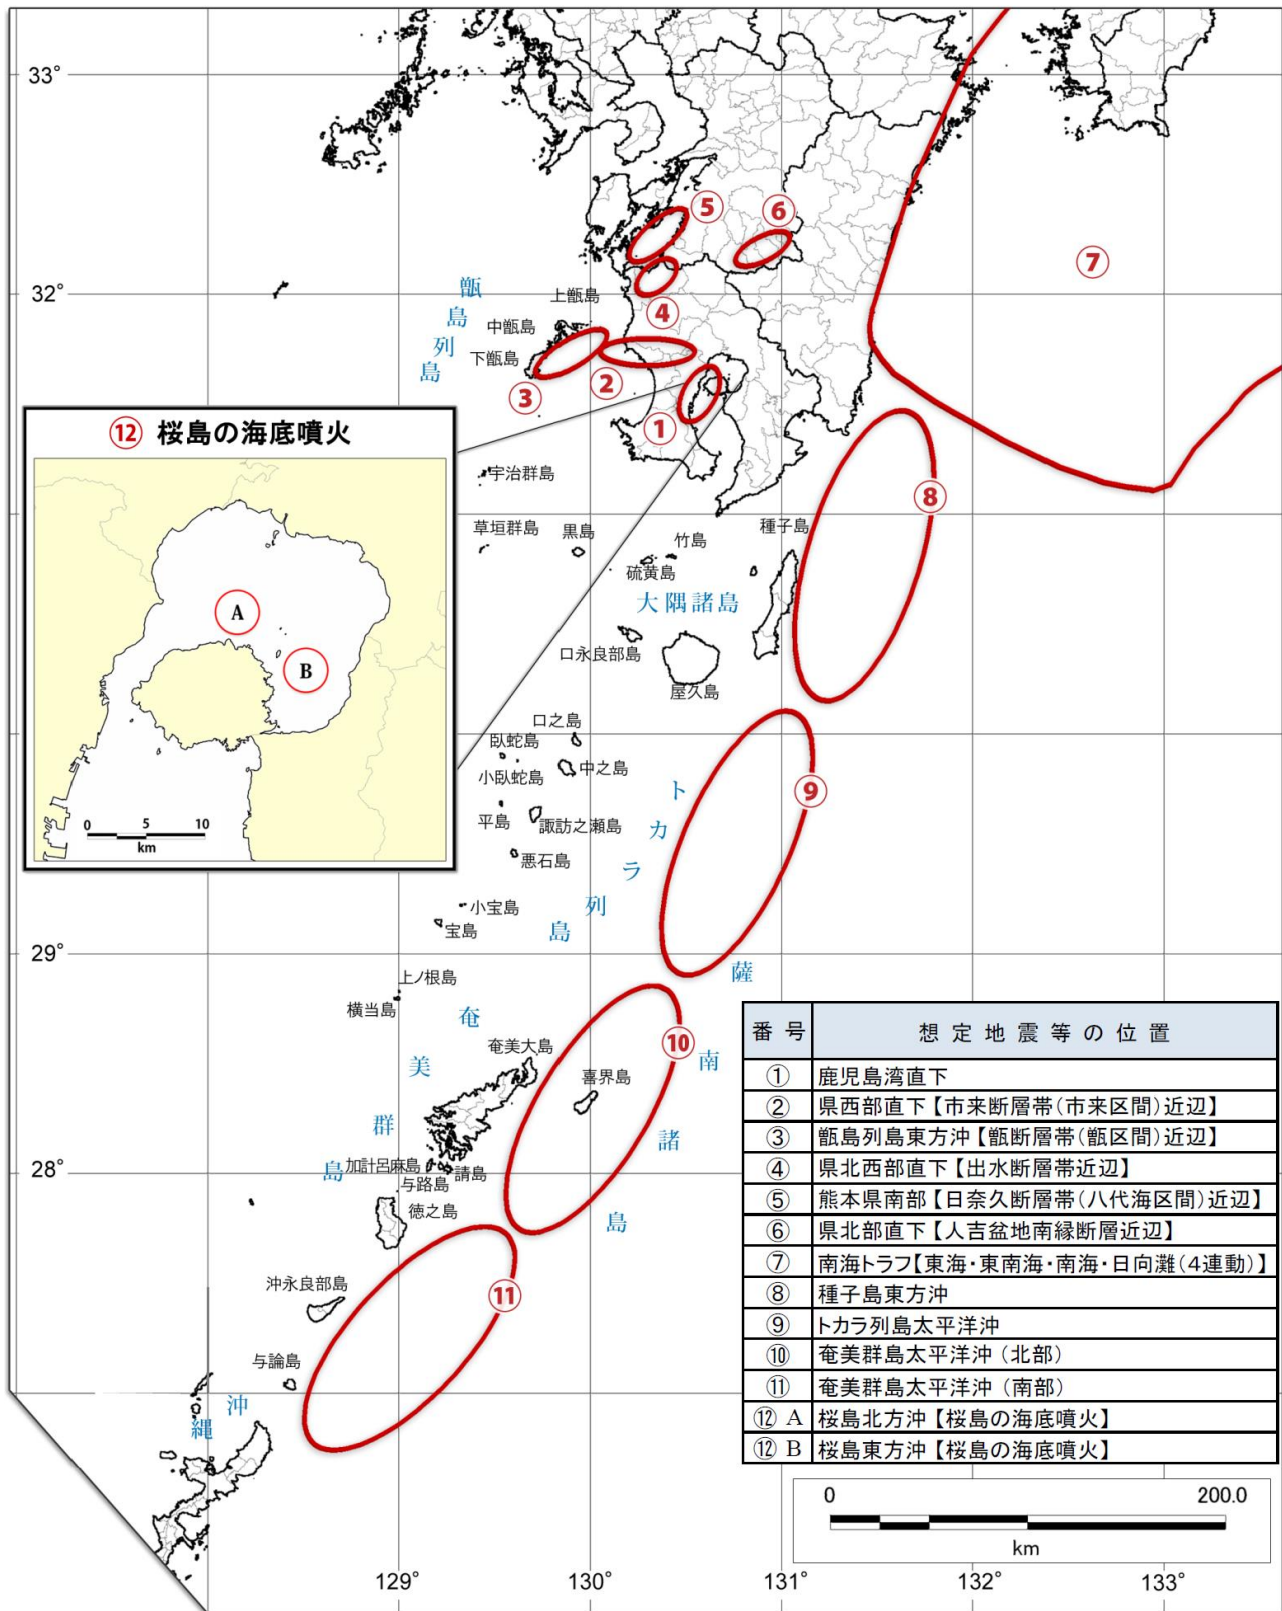 33°
32°
29°
28°
129°
130°
131°
132°
133°
⑤
⑥
⑦
④
②
③
①
⑧
⑨
⑩
⑪
甑島列島
上甑島
中甑島
下甑島
宇治群島
草垣群島
黒島
竹島
硫黄島
種子島
大隅諸島
口永良部島
屋久島
口之島
臥蛇島
小臥蛇島
中之島
平島
諏訪之瀬島
悪石島
小宝島
宝島
トカラ列島
上ノ根島
横当島
奄美群島
奄美大島
喜界島
加計呂麻島
請島
与路島
徳之島
沖永良部島
与論島
沖縄
薩南諸島
⑫ 桜島の海底噴火
A
B
0 5 10
km
番号 想定地震等の位置
① 鹿児島湾直下
② 県西部直下【市来断層帯(市来区間)近辺】
③ 甑島列島東方沖【甑断層帯(甑区間)近辺】
④ 県北西部直下【出水断層帯近辺】
⑤ 熊本県南部【日奈久断層帯(八代海区間)近辺】
⑥ 県北部直下【人吉盆地南縁断層近辺】
⑦ 南海トラフ【東海・東南海・南海・日向灘(4連動)】
⑧ 種子島東方沖
⑨ トカラ列島太平洋沖
⑩ 奄美群島太平洋沖(北部)
⑪ 奄美群島太平洋沖(南部)
⑫ A 桜島北方沖【桜島の海底噴火】
⑫ B 桜島東方沖【桜島の海底噴火】
0 200.0
km